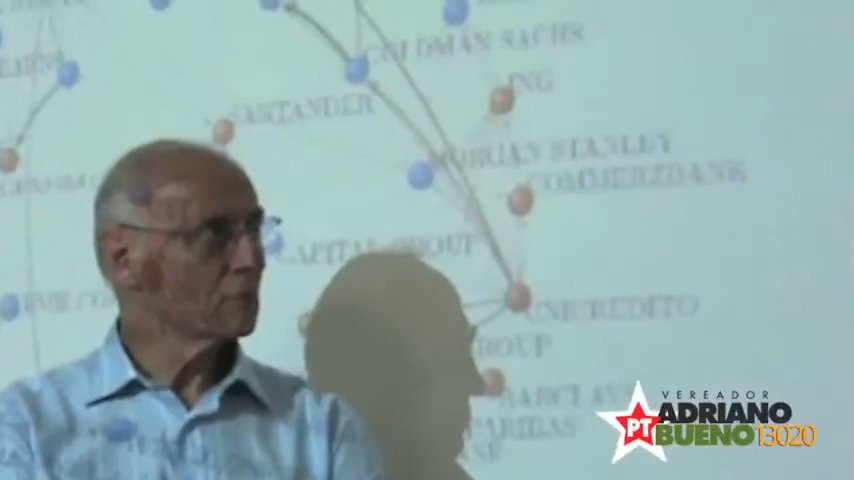 GOLDMAN SACHS
ING
SANTANDER
MORGAN STANLEY
COMMERZBANK
CAPITAL GROUP
UNICREDITO
GROUP
BARCLAYS
PARIBAS
VEREADOR
PT
ADRIANO
BUENO 13020